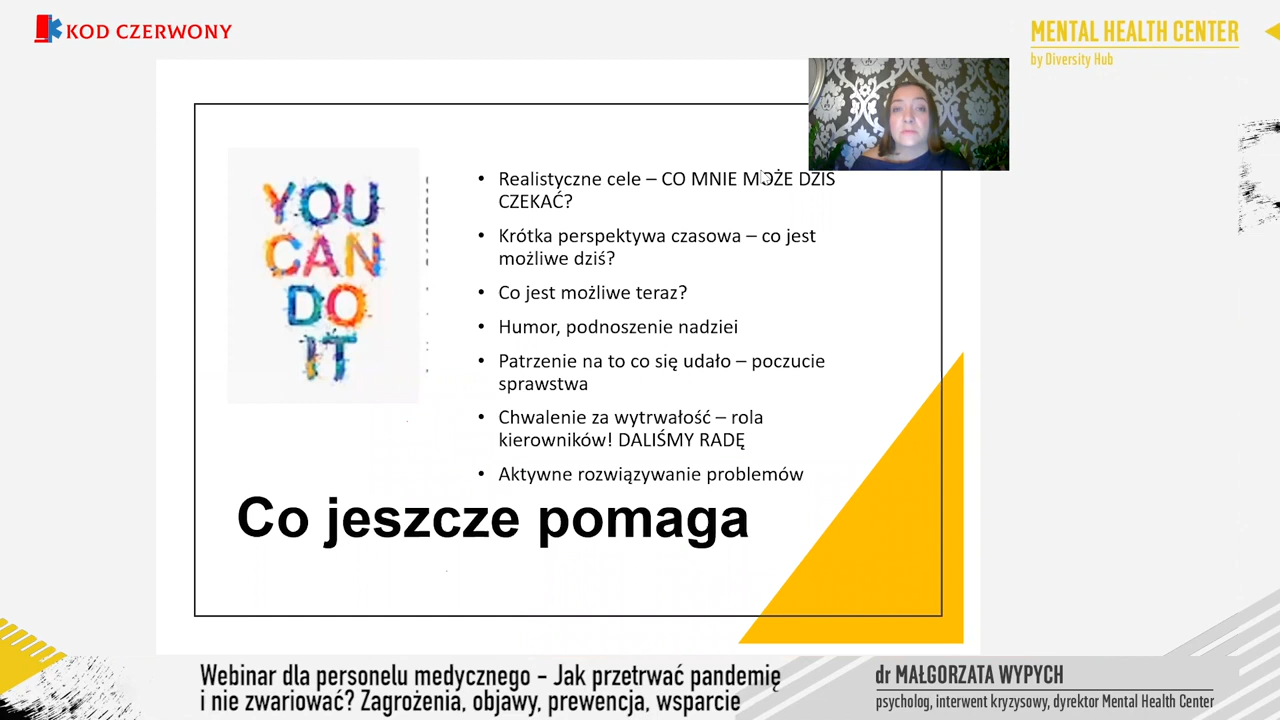 KOD CZERWONY
MENTAL HEALTH CENTER
by Diversity Hub
YOU
CAN
DO
IT
• Realistyczne cele – CO MNIE MOŻE DZIŚ
CZEKAĆ?
• Krótka perspektywa czasowa – co jest
możliwe dziś?
• Co jest możliwe teraz?
• Humor, podnoszenie nadziei
• Patrzenie na to co się udało – poczucie
sprawstwa
• Chwalenie za wytrwałość – rola
kierowników! DALIŚMY RADĘ
• Aktywne rozwiązywanie problemów
Co jeszcze pomaga
Webinar dla personelu medycznego – Jak przetrwać pandemię
i nie zwariować? Zagrożenia, objawy, prewencja, wsparcie
dr MAŁGORZATA WYPYCH
psycholog, interwent kryzysowy, dyrektor Mental Health Center